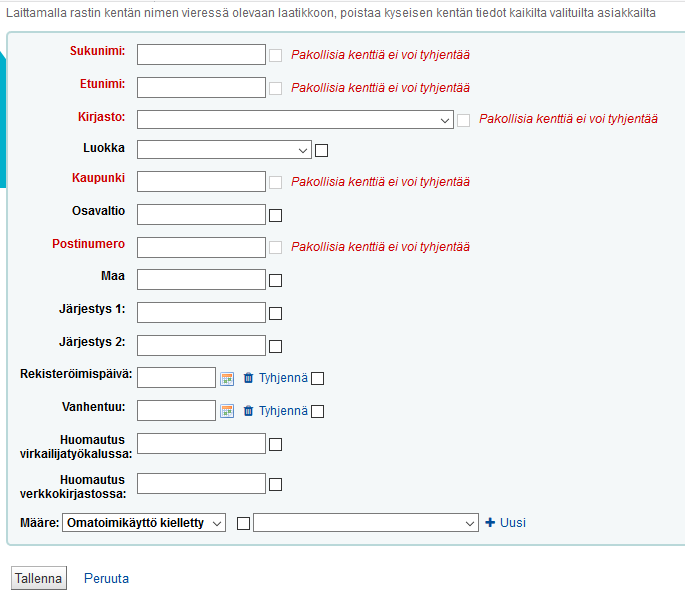 Laittamalla rastin kentän nimen vieressä olevaan laatikkoon, poistaa kyseisen kentän tiedot kaikilta valituilta asiakkailta
Sukunimi: Pakollisia kenttiä ei voi tyhjentää
Etunimi: Pakollisia kenttiä ei voi tyhjentää
Kirjasto: Pakollisia kenttiä ei voi tyhjentää
Luokka
Kaupunki Pakollisia kenttiä ei voi tyhjentää
Osavaltio
Postinumero Pakollisia kenttiä ei voi tyhjentää
Maa
Järjestys 1:
Järjestys 2:
Rekisteröimispäivä: Tyhjennä
Vanhentuu: Tyhjennä
Huomautus
virkailijatyökalussa:
Huomautus
verkkokirjastossa:
Määre: Omatoimikäyttö kielletty Uusi
Tallenna Peruuta